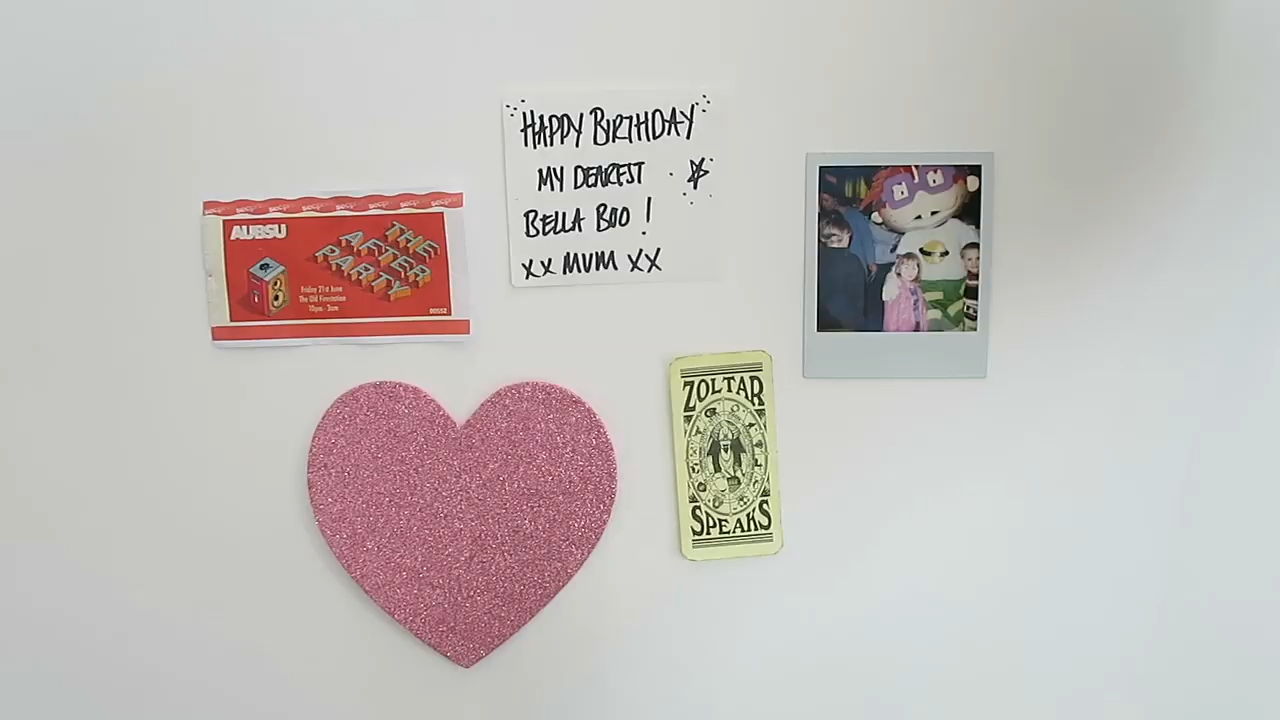 AUBSU
THE
AFTER
PARTY
Friday 21st June
The Old Firestation
10pm - 3am
00552
HAPPY BIRTHDAY
MY DEAREST
BELLA BOO!
xx MUM XX
ZOLTAR
SPEAKS